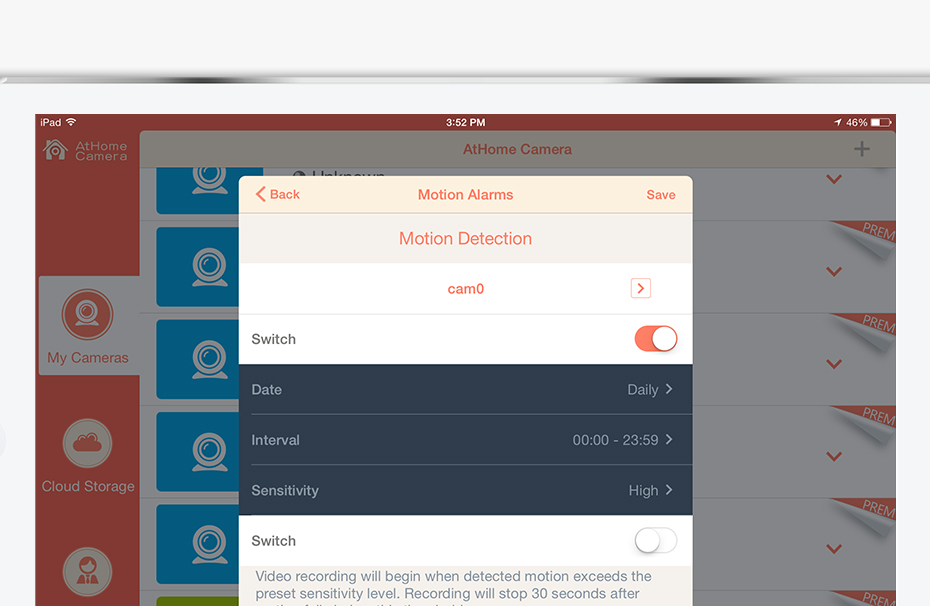 iPad 3:52 PM 46%
AtHome
Camera
AtHome Camera
Unknown
Back Motion Alarms Save
Motion Detection
PREM
cam0
PREM
Switch
My Cameras
Date Daily
PREM
Interval 00:00 - 23:59
Cloud Storage
Sensitivity High
PREM
Switch
Video recording will begin when detected motion exceeds the
preset sensitivity level. Recording will stop 30 seconds after
PREM